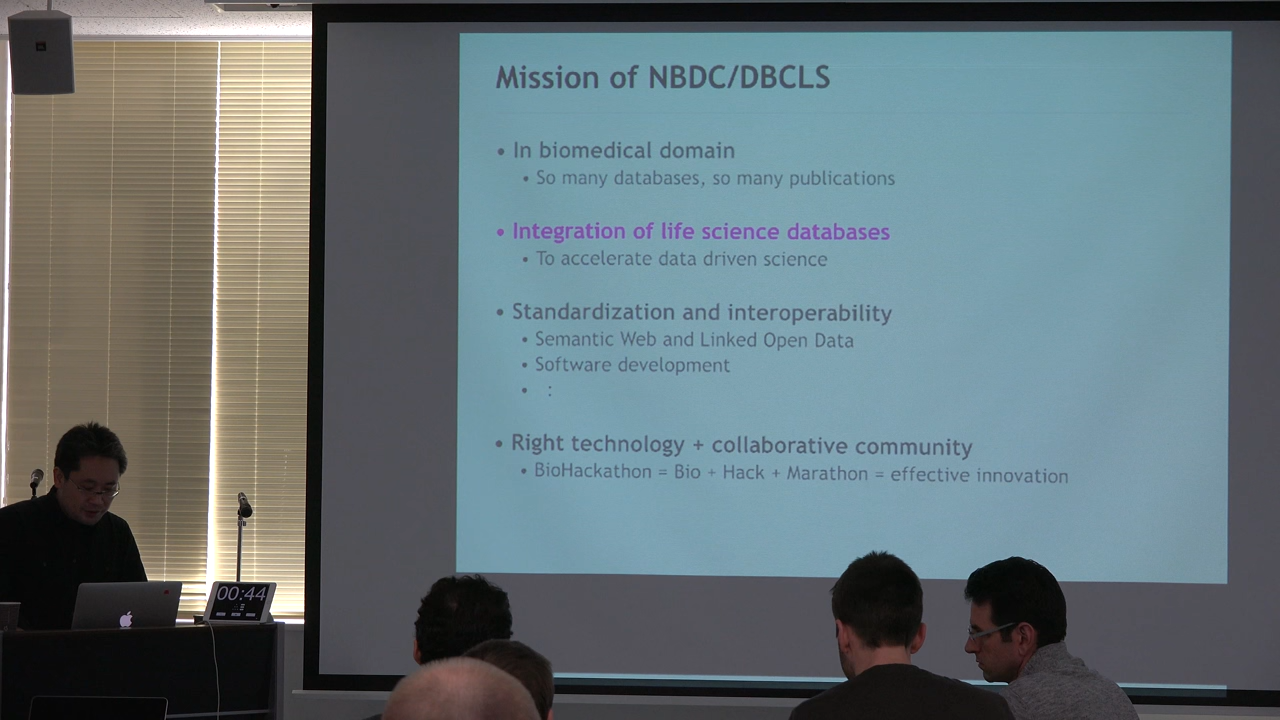 Mission of NBDC/DBCLS
• In biomedical domain
• So many databases, so many publications
• Integration of life science databases
• To accelerate data driven science
• Standardization and interoperability
• Semantic Web and Linked Open Data
• Software development
• :
• Right technology + collaborative community
• BioHackathon = Bio + Hack + Marathon = effective innovation
00:44